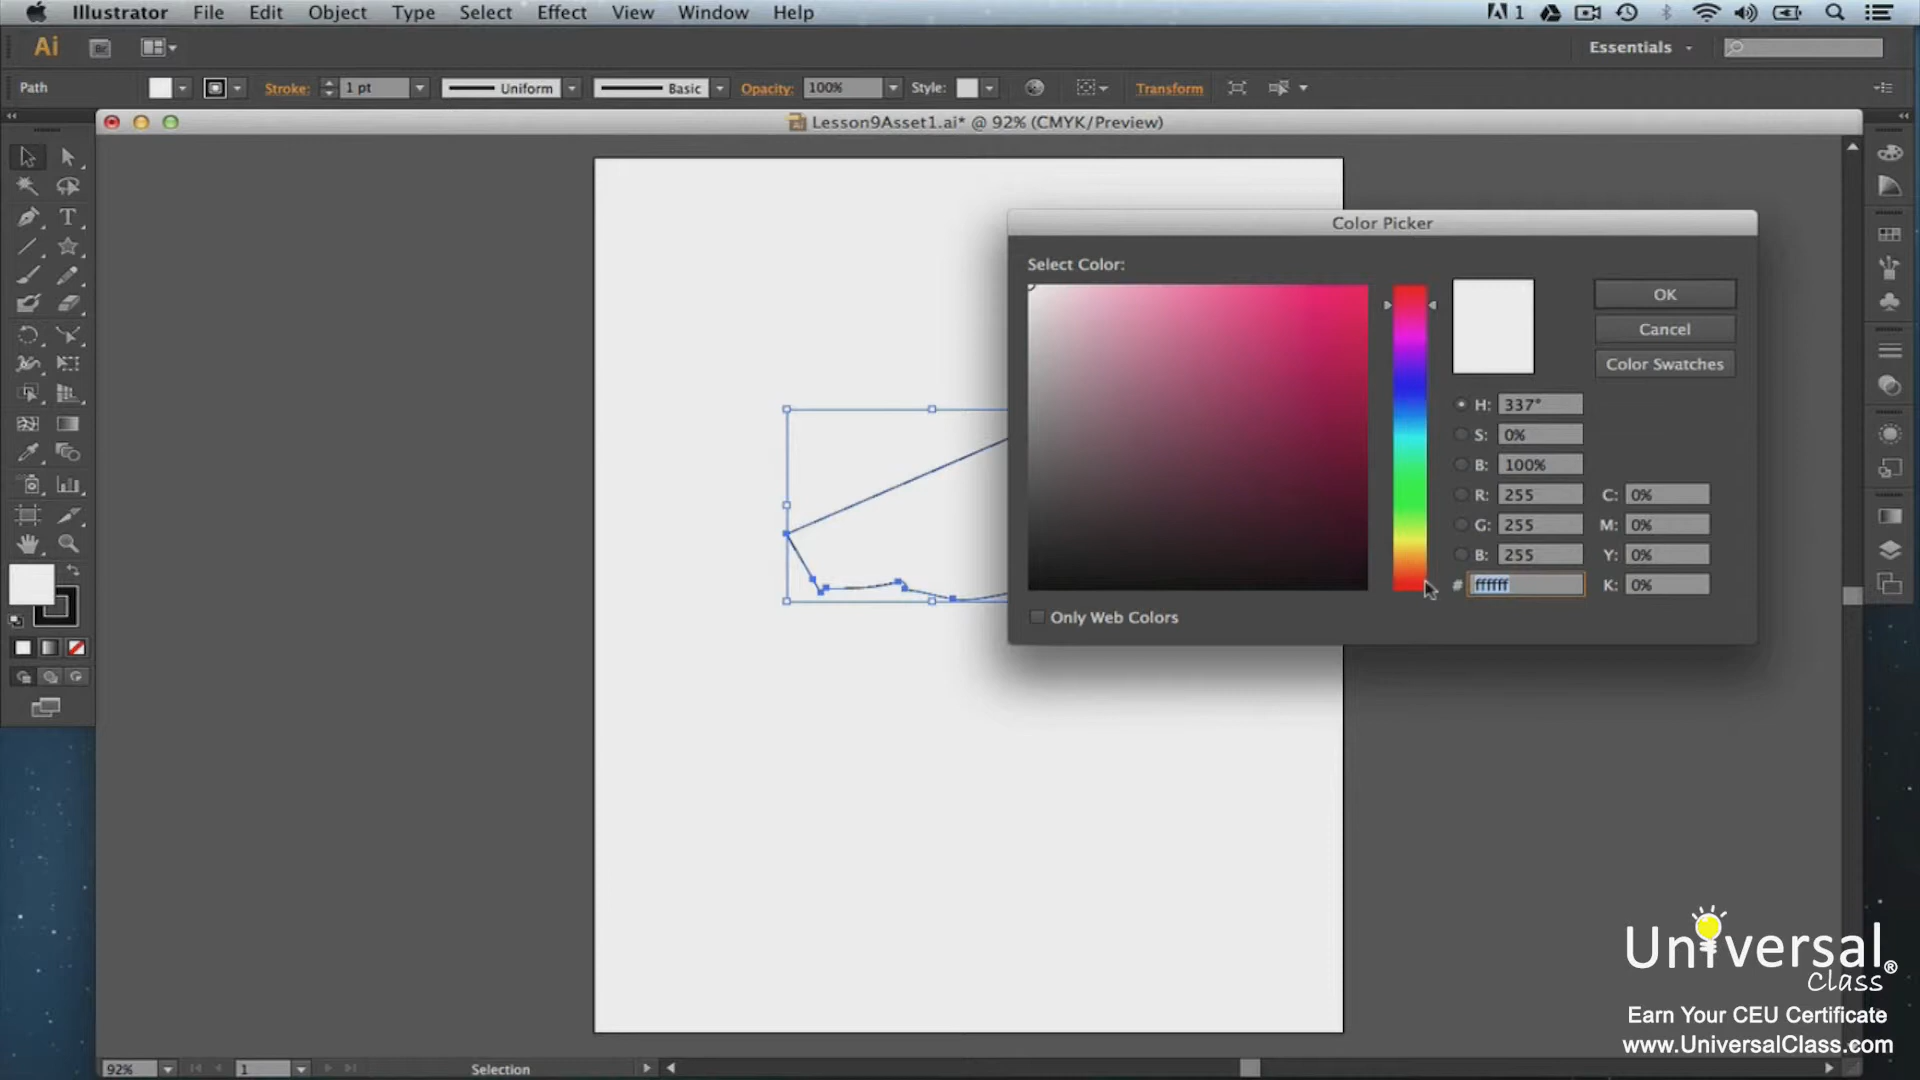 Illustrator File Edit Object Type Select Effect View Window Help
1
Ai Br Essentials
Path Stroke: 1 pt Uniform Basic Opacity: 100% Style: Transform
Lesson9Asset1.ai* @ 92% (CMYK/Preview)
Color Picker
Select Color:
OK
Cancel
Color Swatches
H: 337°
S: 0%
B: 100%
R: 255 C: 0%
G: 255 M: 0%
B: 255 Y: 0%
# ffffff K: 0%
Only Web Colors
Universal®
Class
Earn Your CEU Certificate
www.UniversalClass.com
92% 1 Selection